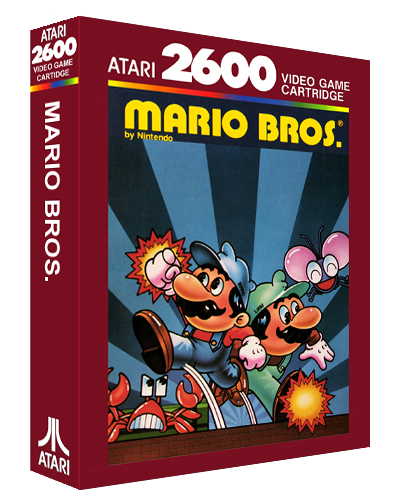 ATARI
2600
VIDEO GAME
CARTRIDGE
MARIO BROS.
ATARI
ATARI 2600 VIDEO GAME
CARTRIDGE
MARIO BROS.®
by Nintendo